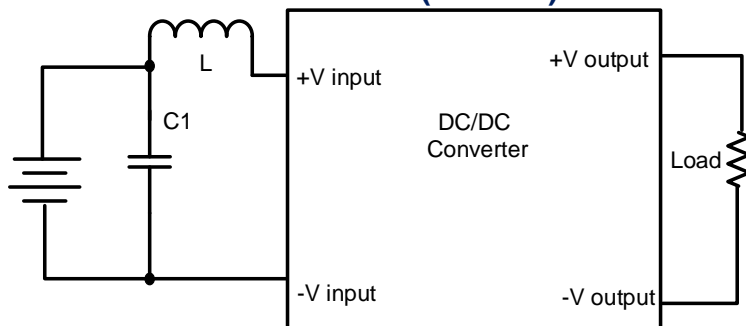 L
+V input
+V output
C1
DC/DC
Converter
Load
-V input
-V output